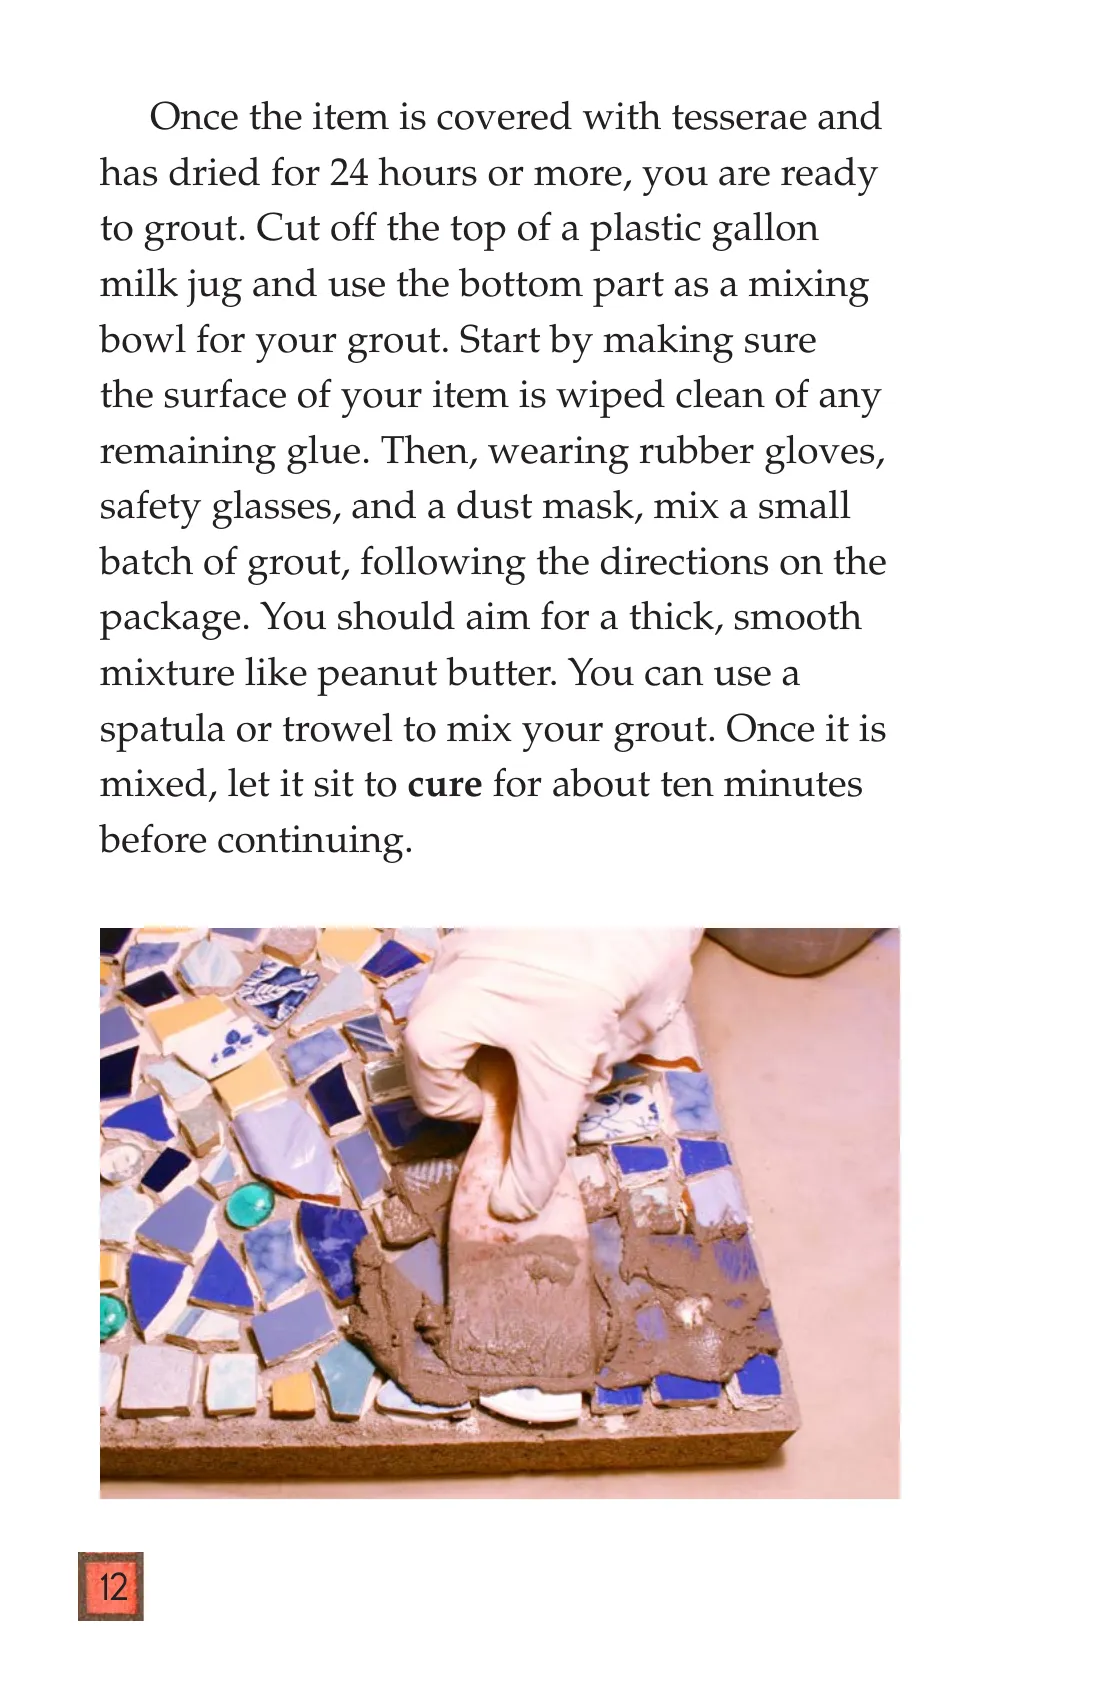 Once the item is covered with tesserae and
has dried for 24 hours or more, you are ready
to grout. Cut off the top of a plastic gallon
milk jug and use the bottom part as a mixing
bowl for your grout. Start by making sure
the surface of your item is wiped clean of any
remaining glue. Then, wearing rubber gloves,
safety glasses, and a dust mask, mix a small
batch of grout, following the directions on the
package. You should aim for a thick, smooth
mixture like peanut butter. You can use a
spatula or trowel to mix your grout. Once it is
mixed, let it sit to cure for about ten minutes
before continuing.
12